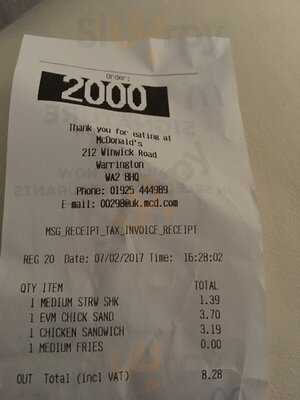 Order:
2000
Thank you for eating at
McDonald's
212 Winwick Road
Warrington
WA2 8HQ
Phone: 01925 444989
E-mail: 00298@uk.mcd.com
MSG_RECEIPT_TAX_INVOICE_RECEIPT
REG 20 Date: 07/02/2017 Time: 16:28:02
QTY ITEM TOTAL
1 MEDIUM STRW SHK 1.39
1 EVM CHICK SAND 3.70
1 CHICKEN SANDWICH 3.19
1 MEDIUM FRIES 0.00
OUT Total (incl VAT) 8.28